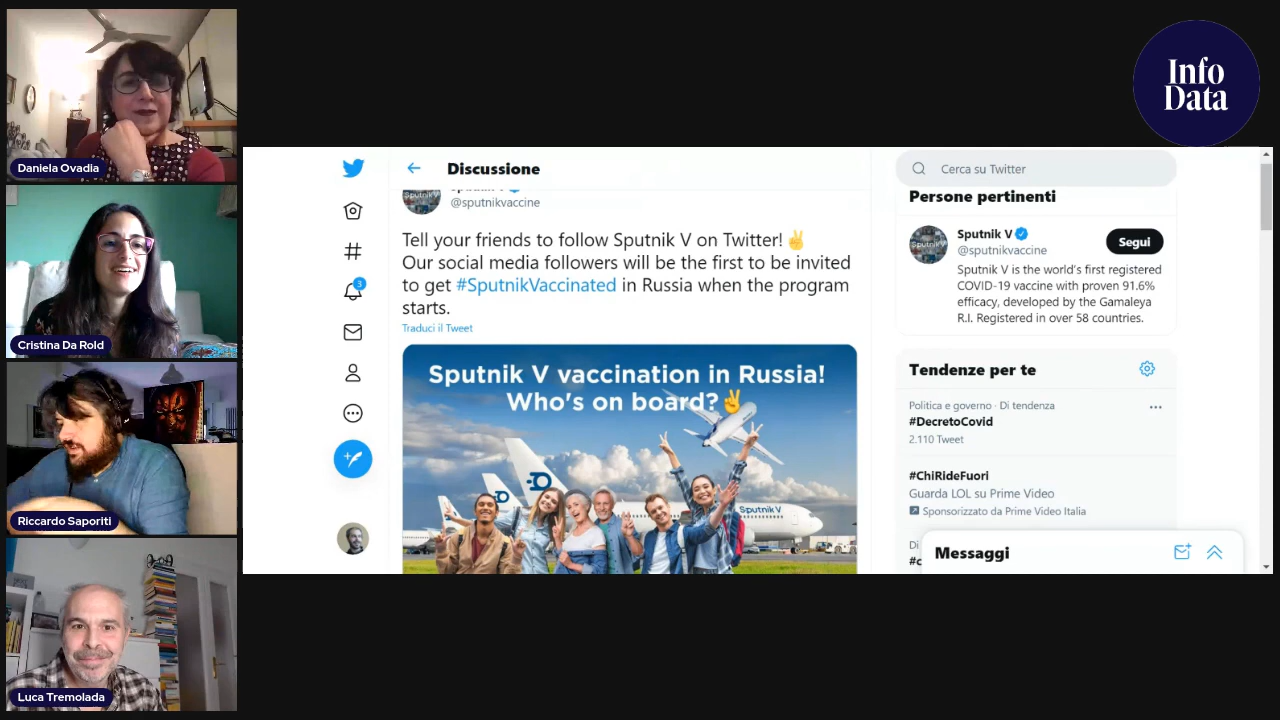 Daniela Ovadia
Cristina Da Rold
Riccardo Saporiti
Luca Tremolada
Info
Data
Discussione
Cerca su Twitter
3
Sputnik V
@sputnikvaccine
Tell your friends to follow Sputnik V on Twitter!✌
Our social media followers will be the first to be invited
to get #SputnikVaccinated in Russia when the program
starts.
Traduci il Tweet
Sputnik V vaccination in Russia!
Who's on board?✌
Sputnik V
Persone pertinenti
Sputnik V
@sputnikvaccine
Segui
Sputnik V is the world's first registered
COVID-19 vaccine with proven 91.6%
efficacy, developed by the Gamaleya
R.I. Registered in over 58 countries.
Tendenze per te
Politica e governo · Di tendenza
#DecretoCovid
2.110 Tweet
#ChiRideFuori
Guarda LOL su Prime Video
Sponsorizzato da Prime Video Italia
Di
#c
Messaggi